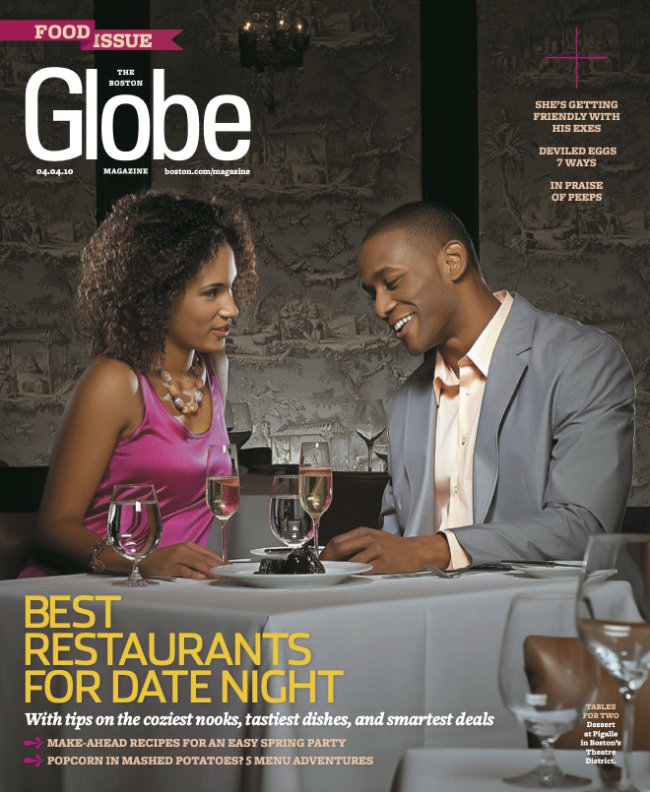 FOOD
ISSUE
THE
BOSTON
Globe
04.04.10
MAGAZINE
boston.com/magazine
SHE'S GETTING
FRIENDLY WITH
HIS EXES
DEVILED EGGS
7 WAYS
IN PRAISE
OF PEEPS
BEST
RESTAURANTS
FOR DATE NIGHT
With tips on the coziest nooks, tastiest dishes, and smartest deals
MAKE-AHEAD RECIPES FOR AN EASY SPRING PARTY
POPCORN IN MASHED POTATOES? 5 MENU ADVENTURES
TABLES
FOR TWO
Dessert
at Pigalle
in Boston's
Theatre
District.